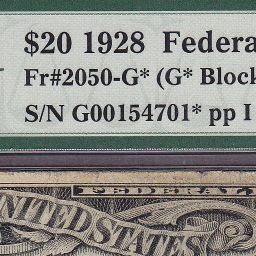 $20 1928 Federa
Fr#2050-G* (G* Block
S/N G00154701* pp I
FEDERAL
UNITED STATES